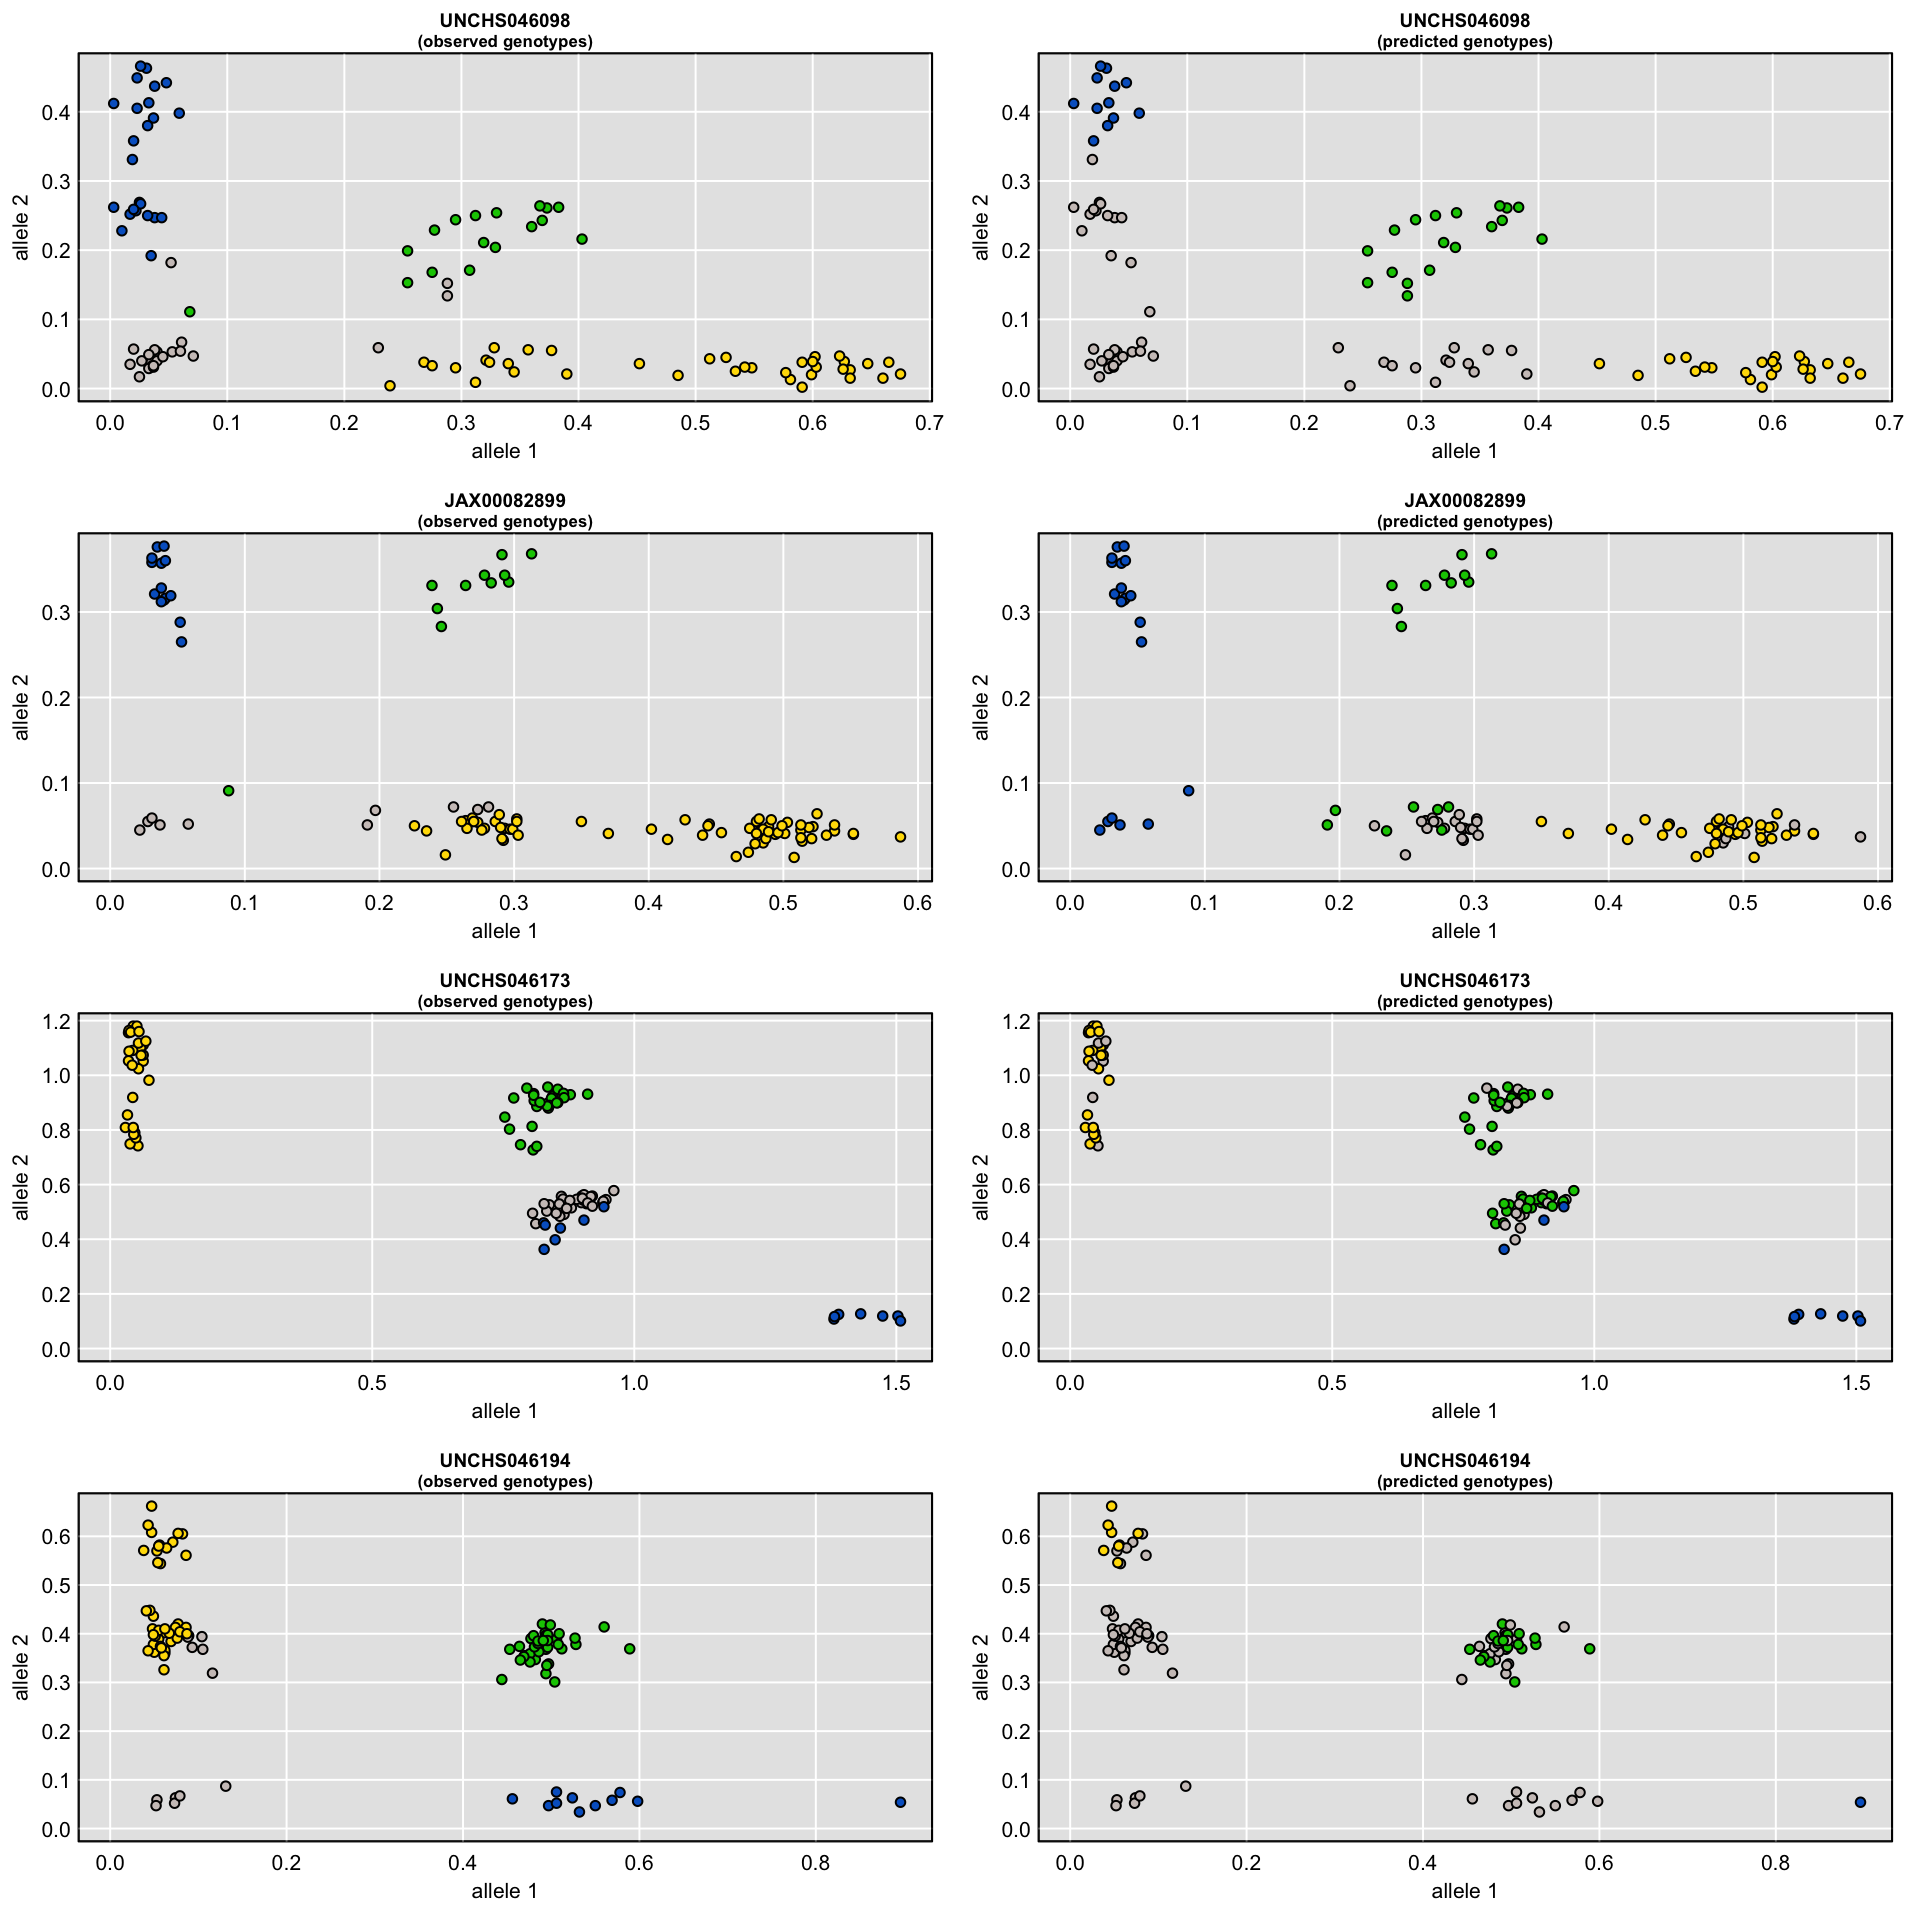 UNCHS046098
(observed genotypes)
allele 2
0.4
0.3
0.2
0.1
0.0
0.0 0.1 0.2 0.3 0.4 0.5 0.6 0.7
allele 1
UNCHS046098
(predicted genotypes)
allele 2
0.4
0.3
0.2
0.1
0.0
0.0 0.1 0.2 0.3 0.4 0.5 0.6 0.7
allele 1
JAX00082899
(observed genotypes)
allele 2
0.3
0.2
0.1
0.0
0.0 0.1 0.2 0.3 0.4 0.5 0.6
allele 1
JAX00082899
(predicted genotypes)
allele 2
0.3
0.2
0.1
0.0
0.0 0.1 0.2 0.3 0.4 0.5 0.6
allele 1
UNCHS046173
(observed genotypes)
allele 2
1.2
1.0
0.8
0.6
0.4
0.2
0.0
0.0 0.5 1.0 1.5
allele 1
UNCHS046173
(predicted genotypes)
allele 2
1.2
1.0
0.8
0.6
0.4
0.2
0.0
0.0 0.5 1.0 1.5
allele 1
UNCHS046194
(observed genotypes)
allele 2
0.6
0.5
0.4
0.3
0.2
0.1
0.0
0.0 0.2 0.4 0.6 0.8
allele 1
UNCHS046194
(predicted genotypes)
allele 2
0.6
0.5
0.4
0.3
0.2
0.1
0.0
0.0 0.2 0.4 0.6 0.8
allele 1